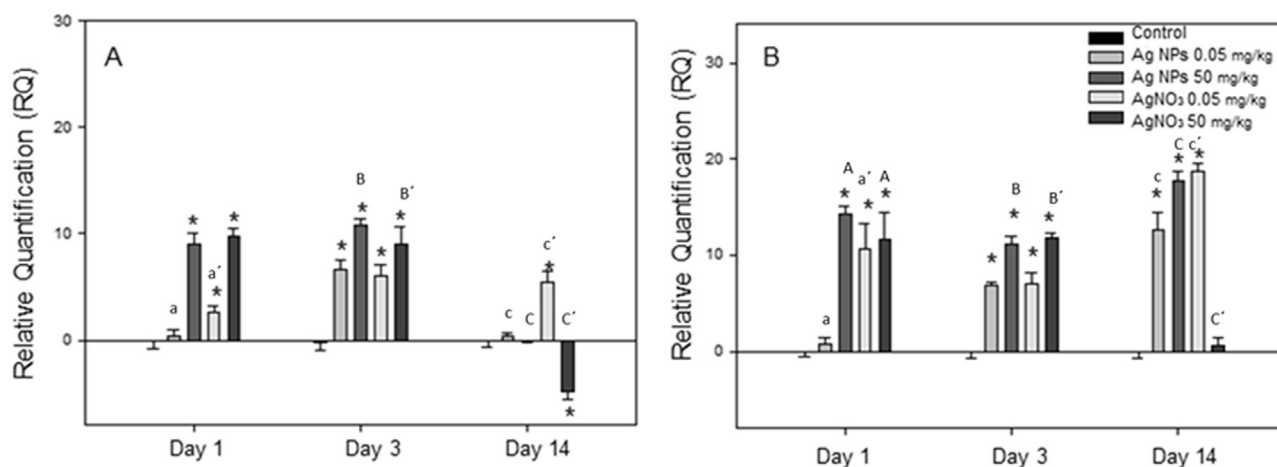 A
Relative Quantification (RQ)
30
20
10
0
a
*
a´
*
*
*
B
*
*
B´
*
c
C
c´
*
C´
*
Day 1
Day 3
Day 14
B
Relative Quantification (RQ)
30
20
10
0
Control
Ag NPs 0.05 mg/kg
Ag NPs 50 mg/kg
AgNO₃ 0.05 mg/kg
AgNO₃ 50 mg/kg
a
A
*
a´
*
A
*
*
B
*
*
B´
*
c
*
C
*
c´
*
C´
Day 1
Day 3
Day 14